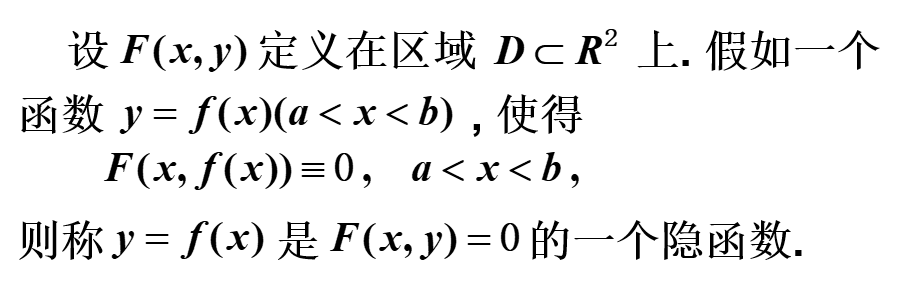 设 F(x,y) 定义在区域 D⊂R² 上. 假如一个
函数 y = f(x)(a < x < b) , 使得
F(x, f(x)) ≡ 0 , a < x < b ,
则称 y = f(x) 是 F(x,y) = 0 的一个隐函数.